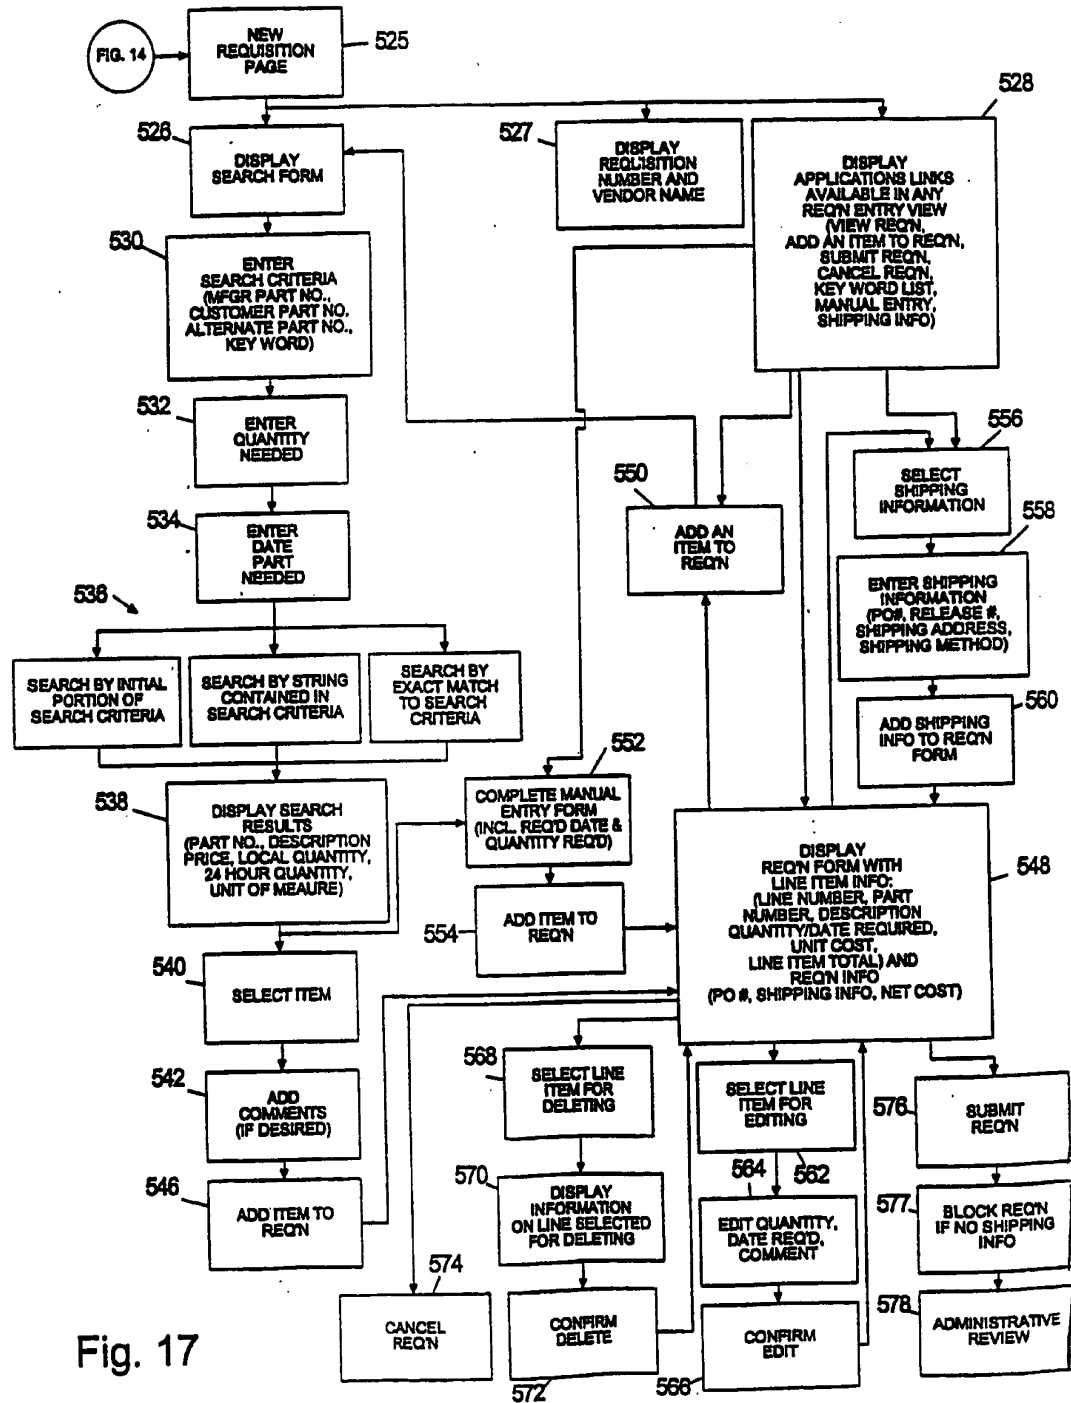 FIG. 14
NEW
REQUISITION
PAGE
525
526
DISPLAY
SEARCH FORM
527
DISPLAY
REQUISITION
NUMBER AND
VENDOR NAME
528
DISPLAY
APPLICATIONS LINKS
AVAILABLE IN ANY
REQ'N ENTRY VIEW
(VIEW REQ'N,
ADD AN ITEM TO REQ'N,
SUBMIT REQ'N,
CANCEL REQ'N,
KEY WORD LIST,
MANUAL ENTRY,
SHIPPING INFO)
530
ENTER
SEARCH CRITERIA
(MFGR PART NO.,
CUSTOMER PART NO.
ALTERNATE PART NO.,
KEY WORD)
532
ENTER
QUANTITY
NEEDED
534
ENTER
DATE
PART
NEEDED
536
SEARCH BY INITIAL
PORTION OF
SEARCH CRITERIA
SEARCH BY STRING
CONTAINED IN
SEARCH CRITERIA
SEARCH BY
EXACT MATCH
TO SEARCH
CRITERIA
538
DISPLAY SEARCH
RESULTS
(PART NO., DESCRIPTION
PRICE, LOCAL QUANTITY,
24 HOUR QUANTITY,
UNIT OF MEAURE)
540
SELECT ITEM
542
ADD
COMMENTS
(IF DESIRED)
546
ADD ITEM TO
REQ'N
550
ADD AN
ITEM TO
REQ'N
552
COMPLETE MANUAL
ENTRY FORM
(INCL. REQ'D DATE &
QUANTITY REQ'D)
554
ADD ITEM TO
REQ'N
556
SELECT
SHIPPING
INFORMATION
558
ENTER SHIPPING
INFORMATION
(PO#, RELEASE #,
SHIPPING ADDRESS,
SHIPPING METHOD)
560
ADD SHIPPING
INFO TO REQ'N
FORM
548
DISPLAY
REQ'N FORM WITH
LINE ITEM INFO:
(LINE NUMBER, PART
NUMBER, DESCRIPTION
QUANTITY/DATE REQUIRED,
UNIT COST,
LINE ITEM TOTAL) AND
REQ'N INFO
(PO #, SHIPPING INFO, NET COST)
568
SELECT LINE
ITEM FOR
DELETING
570
DISPLAY
INFORMATION
ON LINE SELECTED
FOR DELETING
572
CONFIRM
DELETE
574
CANCEL
REQ'N
SELECT LINE
ITEM FOR
EDITING
562
564
EDIT QUANTITY,
DATE REQ'D,
COMMENT
566
CONFIRM
EDIT
576
SUBMIT
REQ'N
577
BLOCK REQ'N
IF NO SHIPPING
INFO
578
ADMINISTRATIVE
REVIEW
Fig. 17